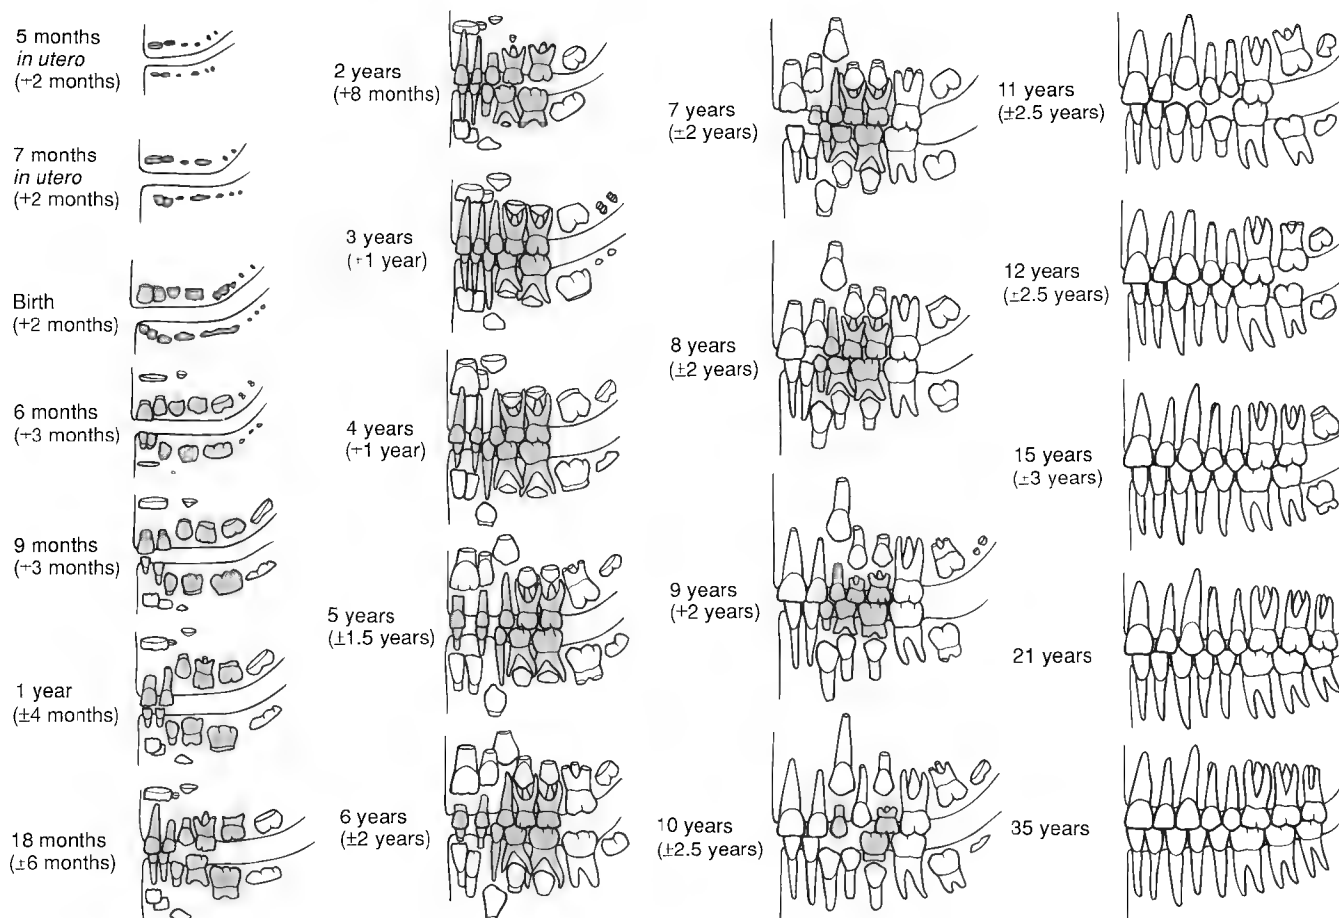 5 months
in utero
(+2 months)
7 months
in utero
(+2 months)
Birth
(+2 months)
6 months
(+3 months)
9 months
(+3 months)
1 year
(±4 months)
18 months
(±6 months)
2 years
(+8 months)
3 years
(+1 year)
4 years
(+1 year)
5 years
(±1.5 years)
6 years
(±2 years)
7 years
(±2 years)
8 years
(±2 years)
9 years
(+2 years)
10 years
(±2.5 years)
11 years
(±2.5 years)
12 years
(±2.5 years)
15 years
(±3 years)
21 years
35 years